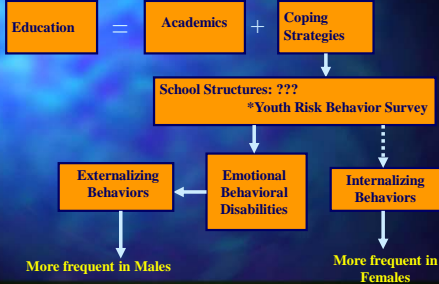 Education = Academics + Coping
Strategies
School Structures: ???
*Youth Risk Behavior Survey
Externalizing
Behaviors
Emotional
Behavioral
Disabilities
Internalizing
Behaviors
More frequent in Males
More frequent in
Females